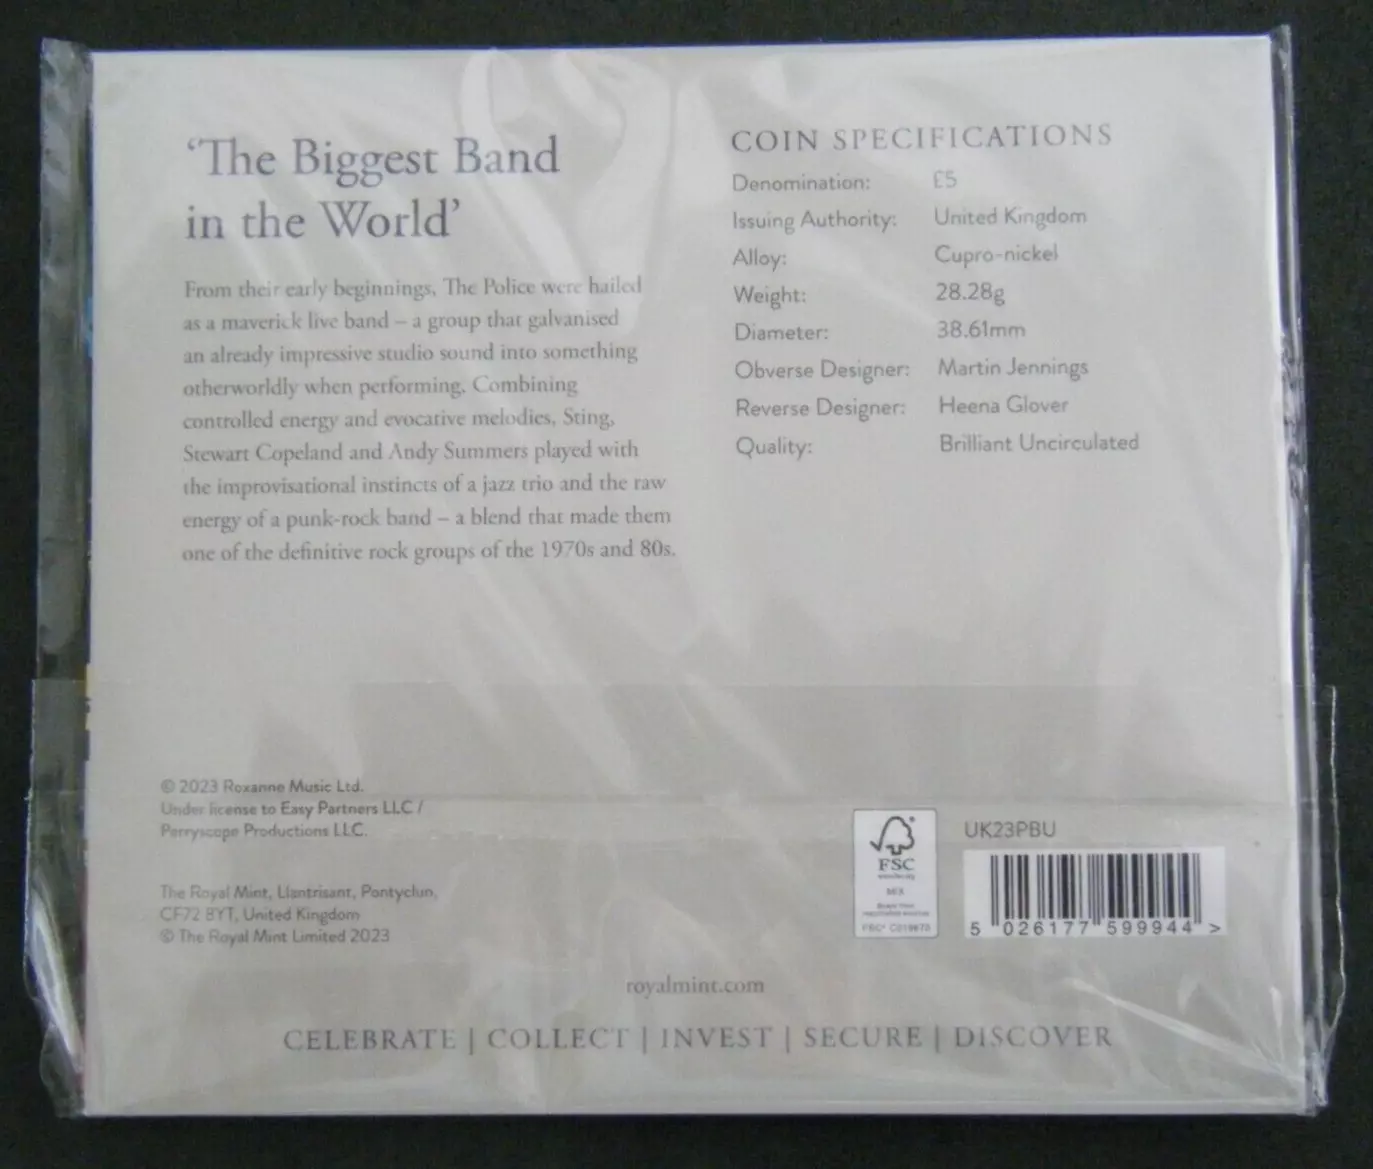 ‘The Biggest Band
in the World’
From their early beginnings, The Police were hailed
as a maverick live band – a group that galvanised
an already impressive studio sound into something
otherworldly when performing. Combining
controlled energy and evocative melodies, Sting,
Stewart Copeland and Andy Summers played with
the improvisational instincts of a jazz trio and the raw
energy of a punk-rock band – a blend that made them
one of the definitive rock groups of the 1970s and 80s.
COIN SPECIFICATIONS
Denomination: £5
Issuing Authority: United Kingdom
Alloy: Cupro-nickel
Weight: 28.28g
Diameter: 38.61mm
Obverse Designer: Martin Jennings
Reverse Designer: Heena Glover
Quality: Brilliant Uncirculated
© 2023 Roxanne Music Ltd.
Under license to Easy Partners LLC /
Perryscope Productions LLC.
The Royal Mint, Llantrisant, Pontyclun,
CF72 8YT, United Kingdom
© The Royal Mint Limited 2023
FSC
MIX
UK23PBU
5 026177 599944 >
royalmint.com
CELEBRATE | COLLECT | INVEST | SECURE | DISCOVER